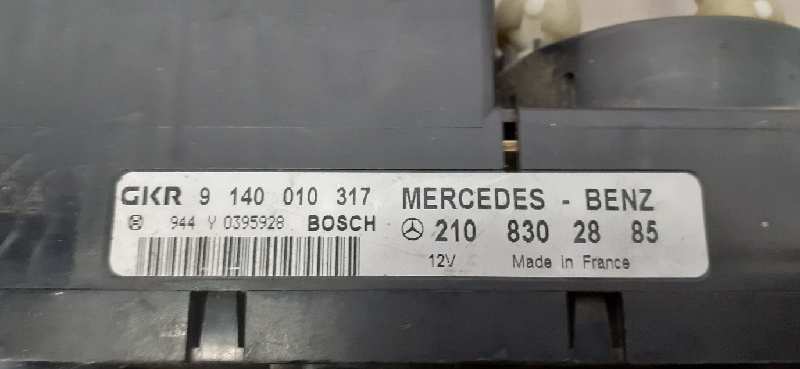 GKR 9 140 010 317 MERCEDES - BENZ
944 Y 0395928 BOSCH 210 830 28 85
12V Made in France